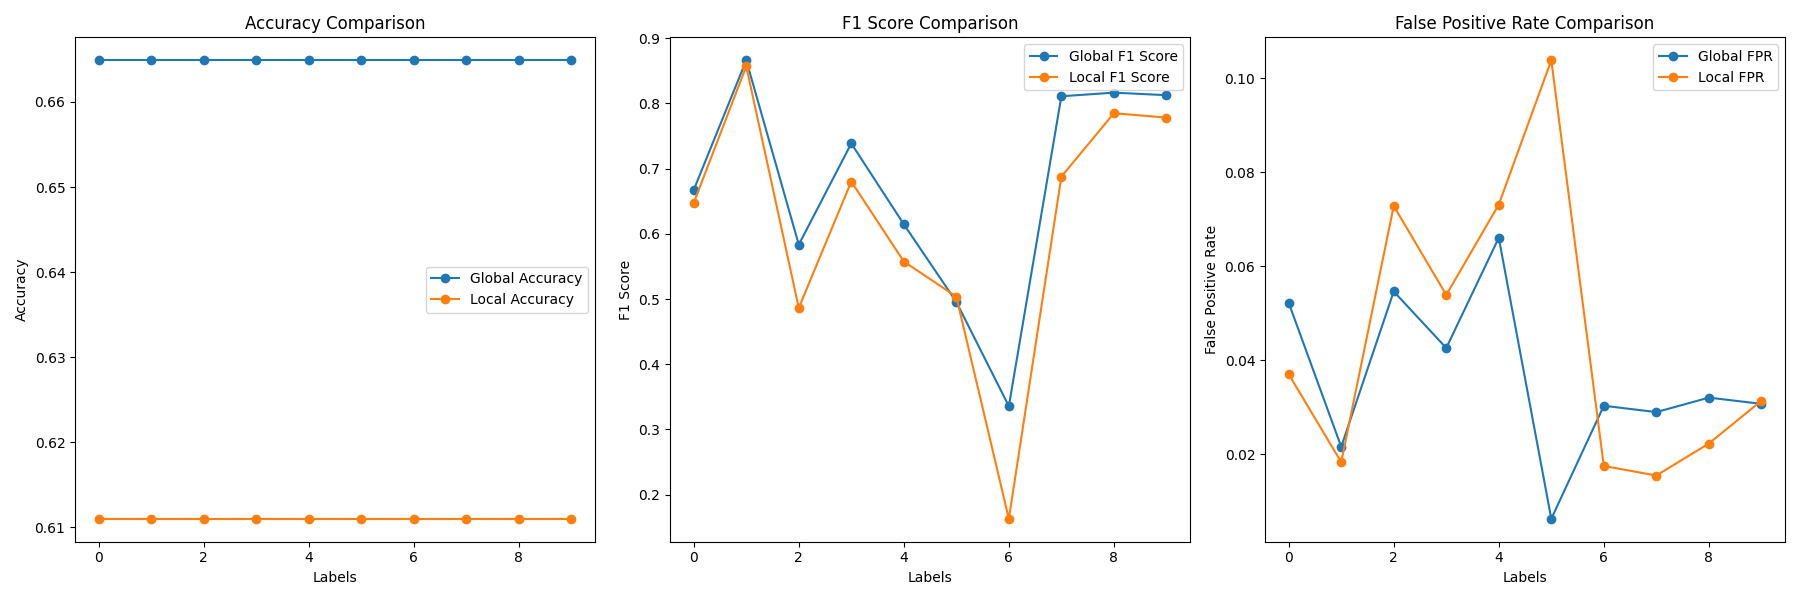 Accuracy Comparison
0.66
0.65
0.64
0.63
0.62
0.61
Accuracy
Global Accuracy
Local Accuracy
0 2 4 6 8
Labels
F1 Score Comparison
0.9
0.8
0.7
0.6
0.5
0.4
0.3
0.2
F1 Score
Global F1 Score
Local F1 Score
0 2 4 6 8
Labels
False Positive Rate Comparison
0.10
0.08
0.06
0.04
0.02
False Positive Rate
Global FPR
Local FPR
0 2 4 6 8
Labels